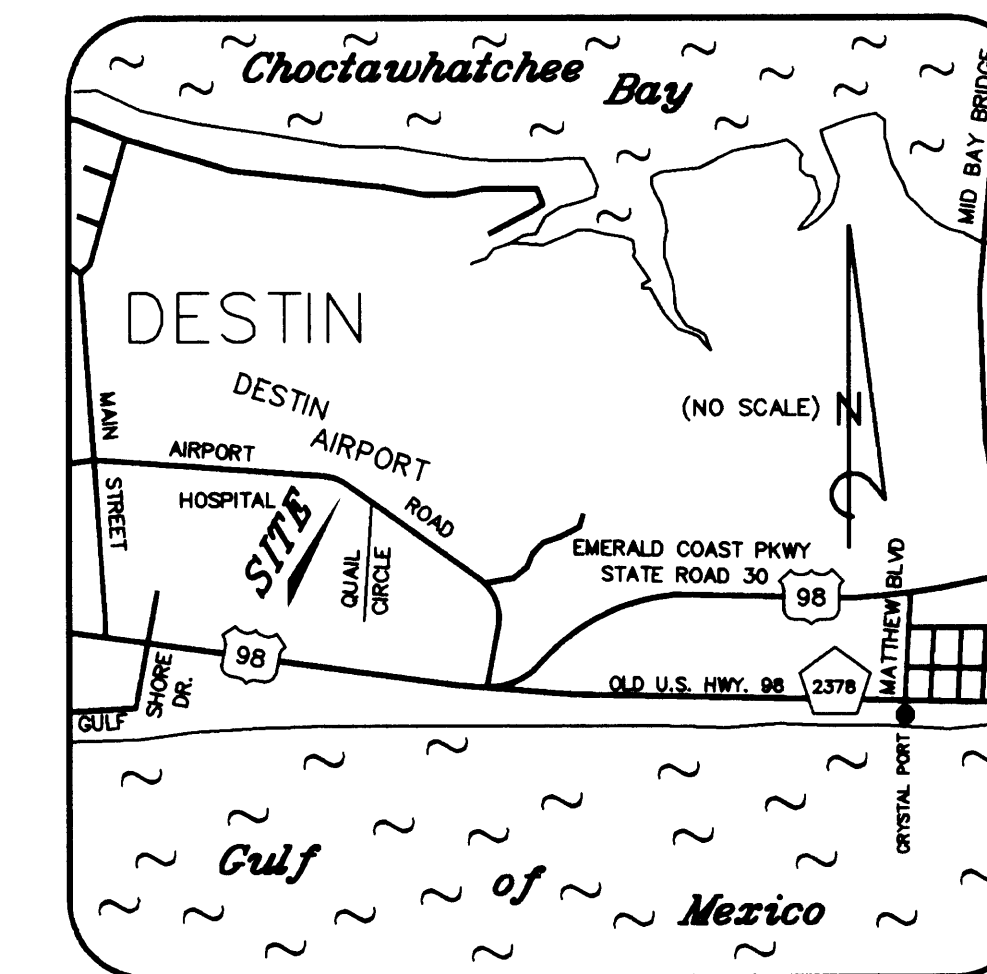 Choctawhatchee
Bay
MID BAY BRIDGE
DESTIN
DESTIN
AIRPORT
(NO SCALE) N
MAIN
STREET
AIRPORT
ROAD
HOSPITAL
SITE
QUAIL
CIRCLE
EMERALD COAST PKWY
STATE ROAD 30
98
MATTHEW BLVD
98
SHORE
DR.
GULF
OLD U.S. HWY. 98
2378
CRYSTAL PORT
Gulf
of
Mexico